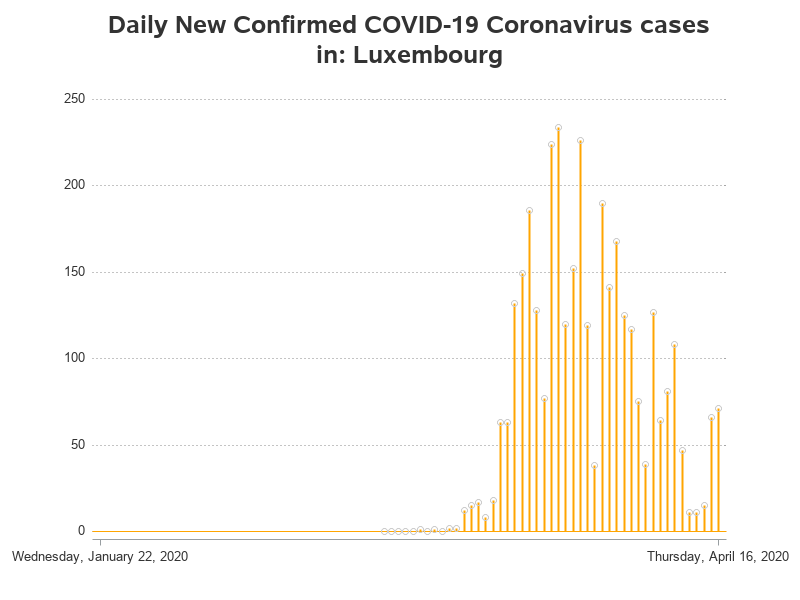 Daily New Confirmed COVID-19 Coronavirus cases
in: Luxembourg
250
200
150
100
50
0
Wednesday, January 22, 2020
Thursday, April 16, 2020